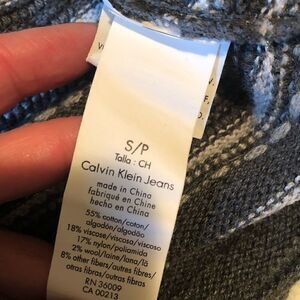 S/P
Talla : CH
Calvin Klein Jeans
made in China
fabriqué en Chine
hecho en China
55% cotton/coton/
algodón/algodão
18% viscose/viscosa/viscoso
17% nylon/poliamida
2% wool/laine/lana/lã
8% other fibers/autres fibres/
otras fibras/outras fibras
RN 36009
CA 00213